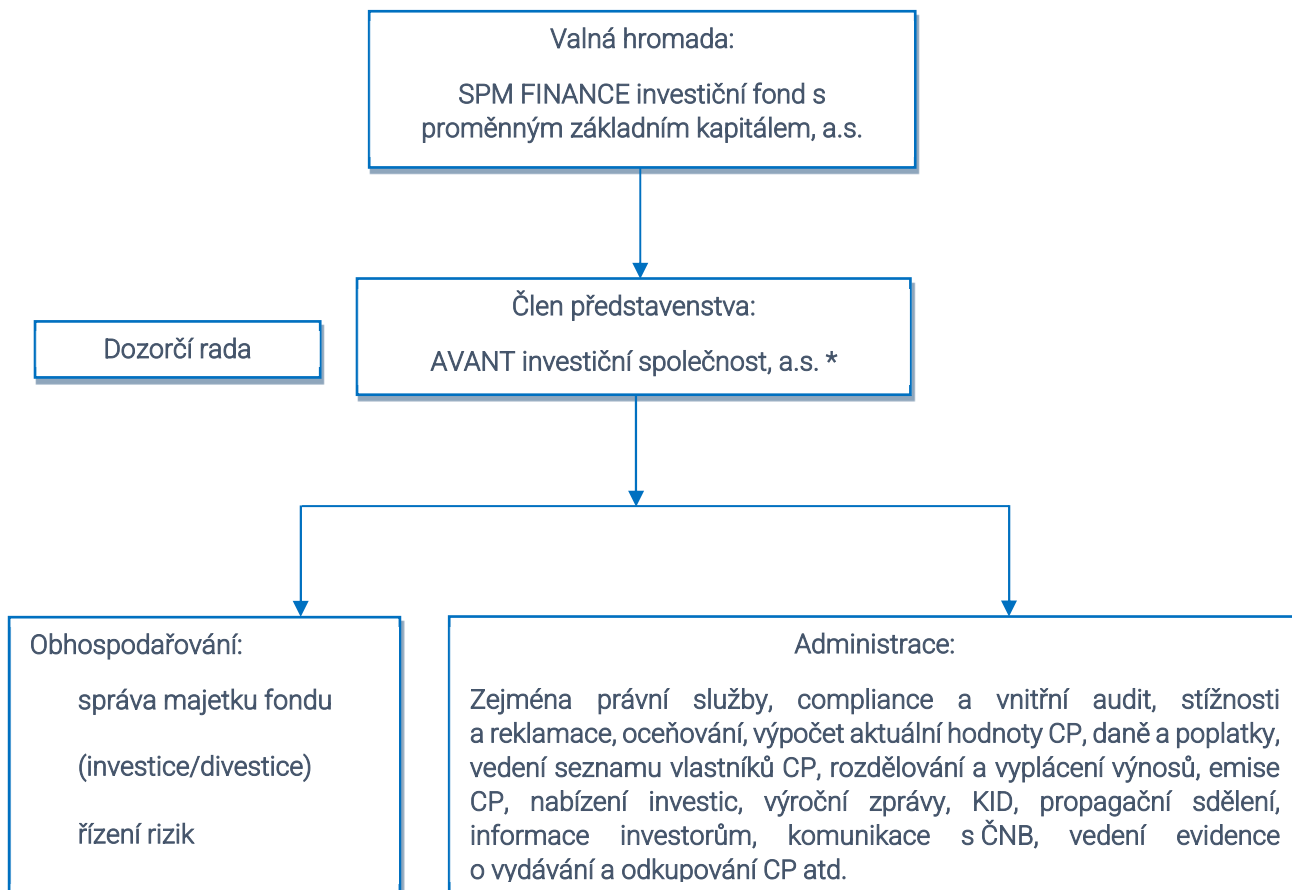 Valná hromada:
SPM FINANCE investiční fond s
proměnným základním kapitálem, a.s.
Člen představenstva:
AVANT investiční společnost, a.s. *
Dozorčí rada
Obhospodařování:
správa majetku fondu
(investice/divestice)
řízení rizik
Administrace:
Zejména právní služby, compliance a vnitřní audit, stížnosti
a reklamace, oceňování, výpočet aktuální hodnoty CP, daně a poplatky,
vedení seznamu vlastníků CP, rozdělování a vyplácení výnosů, emise
CP, nabízení investic, výroční zprávy, KID, propagační sdělení,
informace investorům, komunikace s ČNB, vedení evidence
o vydávání a odkupování CP atd.